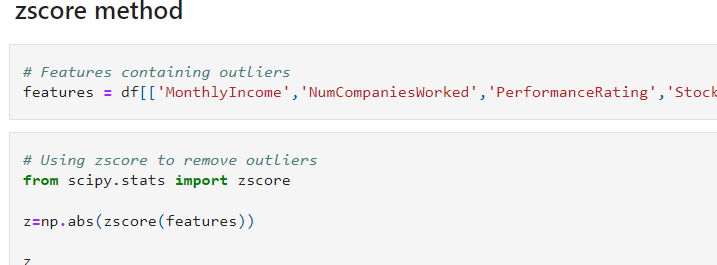 zscore method
# Features containing outliers
features = df[['MonthlyIncome','NumCompaniesWorked','PerformanceRating','Stock
# Using zscore to remove outliers
from scipy.stats import zscore
z=np.abs(zscore(features))
z